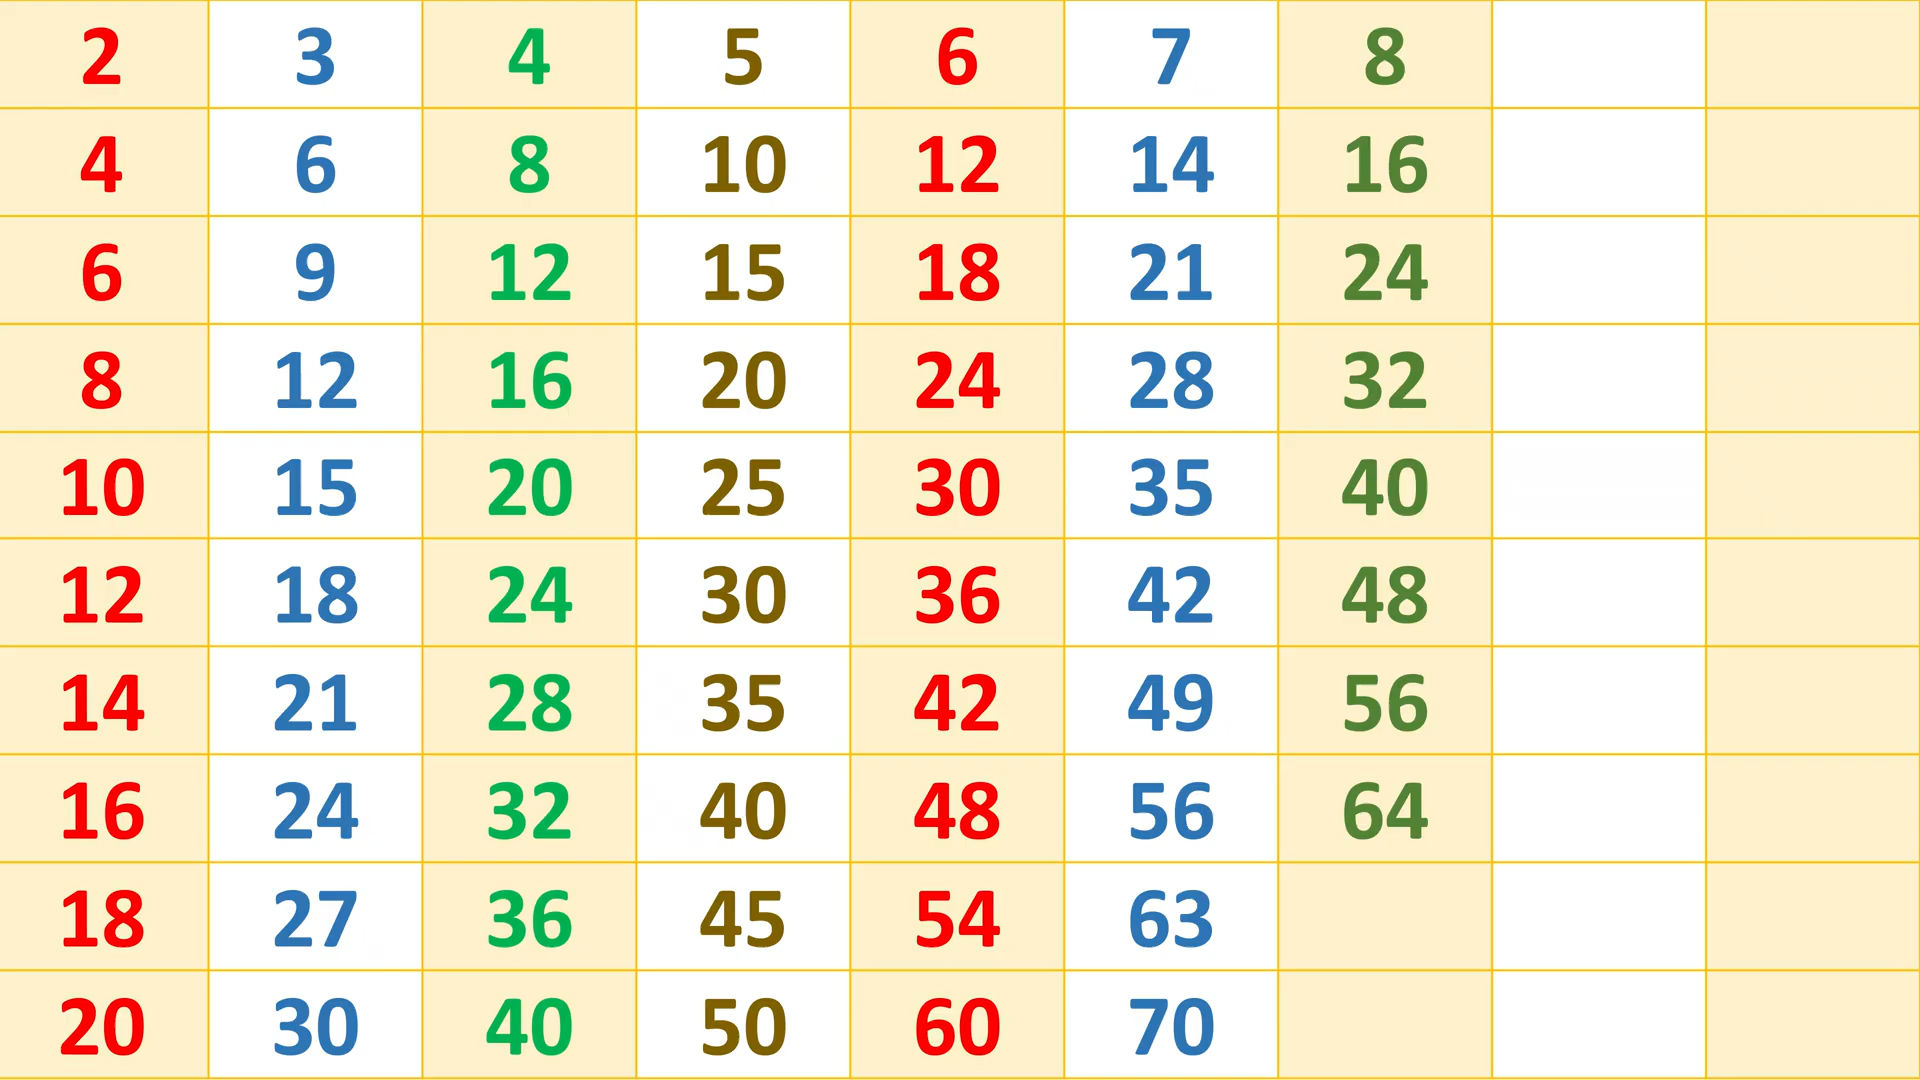 2 3 4 5 6 7 8
4 6 8 10 12 14 16
6 9 12 15 18 21 24
8 12 16 20 24 28 32
10 15 20 25 30 35 40
12 18 24 30 36 42 48
14 21 28 35 42 49 56
16 24 32 40 48 56 64
18 27 36 45 54 63
20 30 40 50 60 70